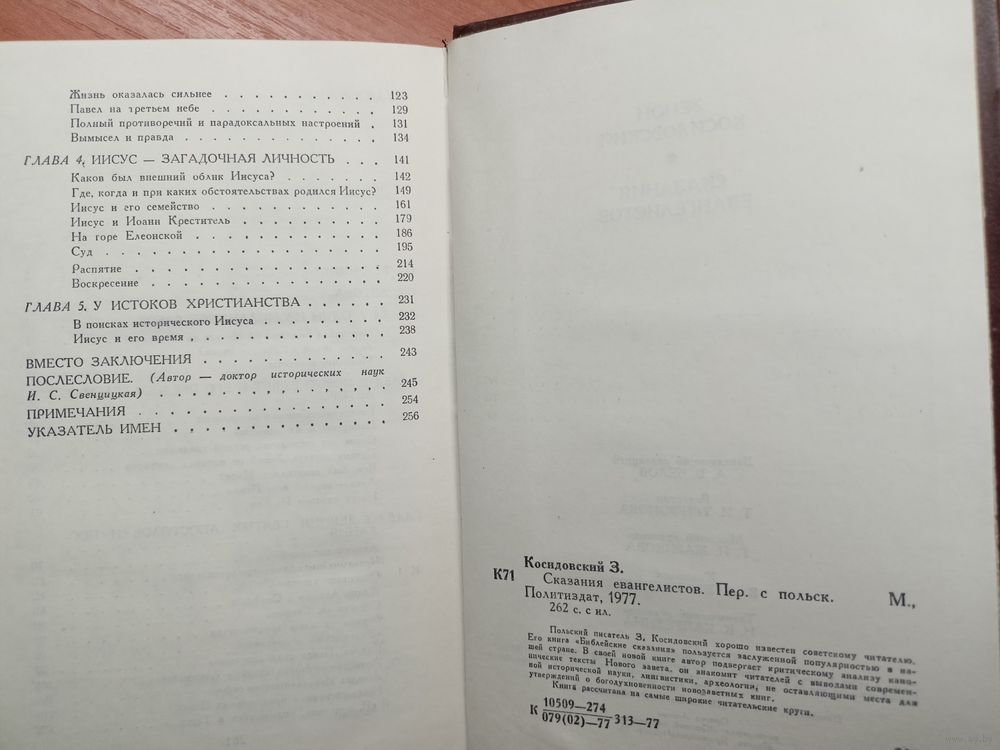 Жизнь оказалась сильнее . . . . . . . . . . . 123
Павел на третьем небе . . . . . . . . . . . 129
Полный противоречий и парадоксальных настроений . 131
Вымысел и правда . . . . . . . . . . . . . 134
ГЛАВА 4. ИИСУС — ЗАГАДОЧНАЯ ЛИЧНОСТЬ . . . 141
Каков был внешний облик Иисуса? . . . . . . . 142
Где, когда и при каких обстоятельствах родился Иисус? 149
Иисус и его семейство . . . . . . . . . . . 161
Иисус и Иоанн Креститель . . . . . . . . . . 179
На горе Елеонской . . . . . . . . . . . . 186
Суд . . . . . . . . . . . . . . . . . 195
Распятие . . . . . . . . . . . . . . . . 214
Воскресение . . . . . . . . . . . . . . . 220
ГЛАВА 5. У ИСТОКОВ ХРИСТИАНСТВА . . . . . . 231
В поисках исторического Иисуса . . . . . . . . 232
Иисус и его время . . . . . . . . . . . . . 238
ВМЕСТО ЗАКЛЮЧЕНИЯ . . . . . . . . . . . 243
ПОСЛЕСЛОВИЕ. (Автор — доктор исторических наук
И. С. Свенцицкая) . . . . . . . . . . . . . 245
ПРИМЕЧАНИЯ . . . . . . . . . . . . . . 254
УКАЗАТЕЛЬ ИМЕН . . . . . . . . . . . . . 256
Косидовский З.
К71 Сказания евангелистов. Пер. с польск. М.,
Политиздат, 1977.
262 с. с ил.
Польский писатель З. Косидовский хорошо известен советскому читателю.
Его книга «Библейские сказания» пользуется заслуженной популярностью в на-
шей стране. В своей новой книге автор подвергает критическому анализу кано-
нические тексты Нового завета, он знакомит читателей с выводами современ-
ной исторической науки, лингвистики, археологии, не оставляющими места для
утверждений о богодухновенности новозаветных книг.
Книга рассчитана на самые широкие читательские круги.
К 10509—274
079(02)—77 313—77